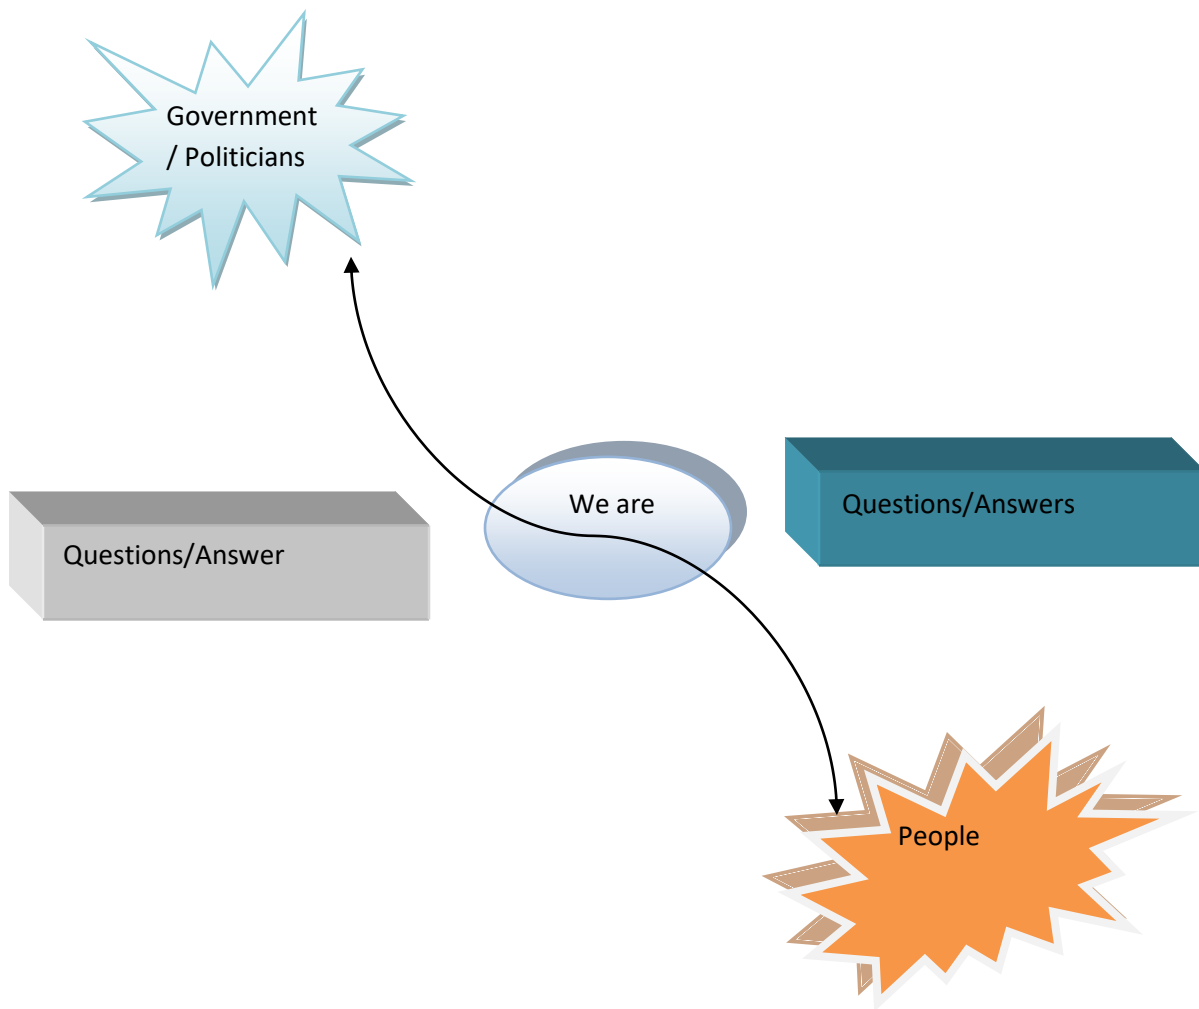 Government
/ Politicians
We are
Questions/Answers
Questions/Answer
People